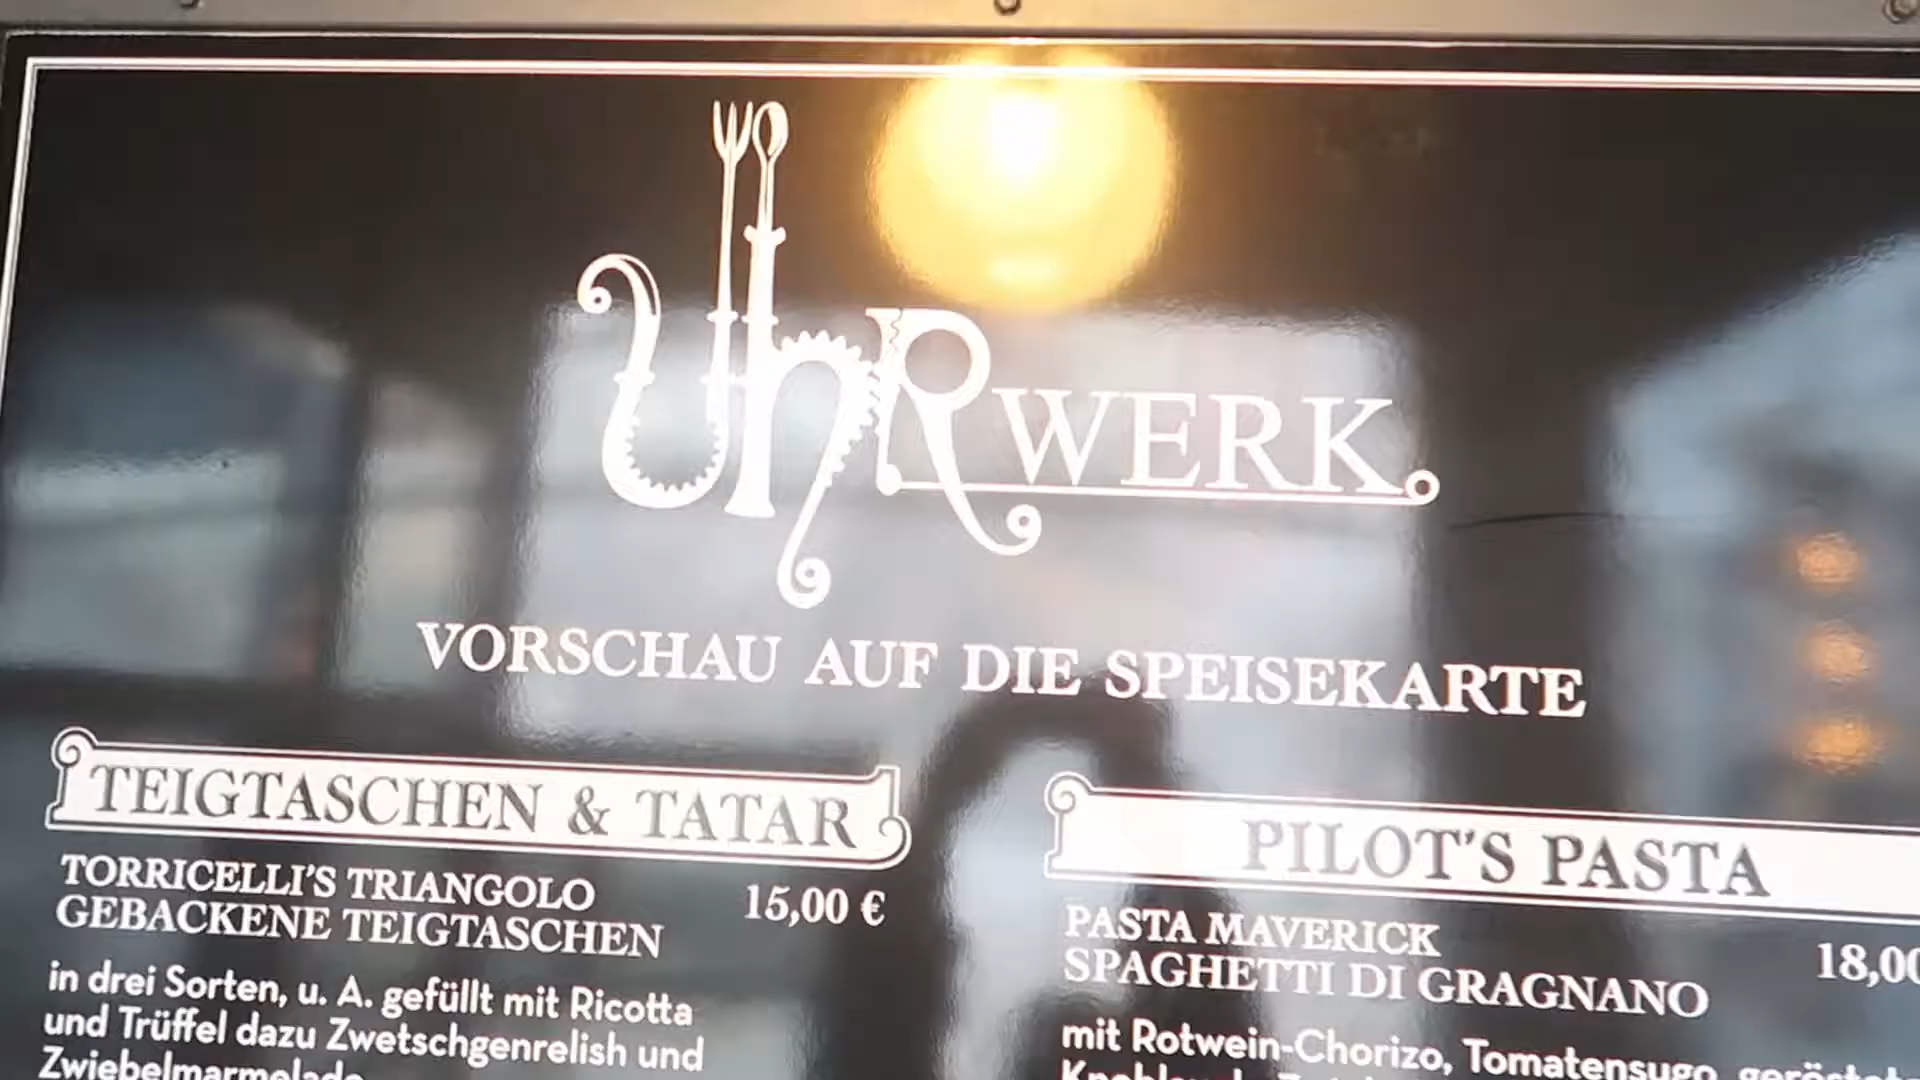 UhRWERK
VORSCHAU AUF DIE SPEISEKARTE
TEIGTASCHEN & TATAR
TORRICELLI'S TRIANGOLO
GEBACKENE TEIGTASCHEN
15,00 €
in drei Sorten, u. A. gefüllt mit Ricotta
und Trüffel dazu Zwetschgenrelish und
Zwiebelmarmelade
PILOT'S PASTA
PASTA MAVERICK
SPAGHETTI DI GRAGNANO
18,00
mit Rotwein-Chorizo, Tomatensugo,